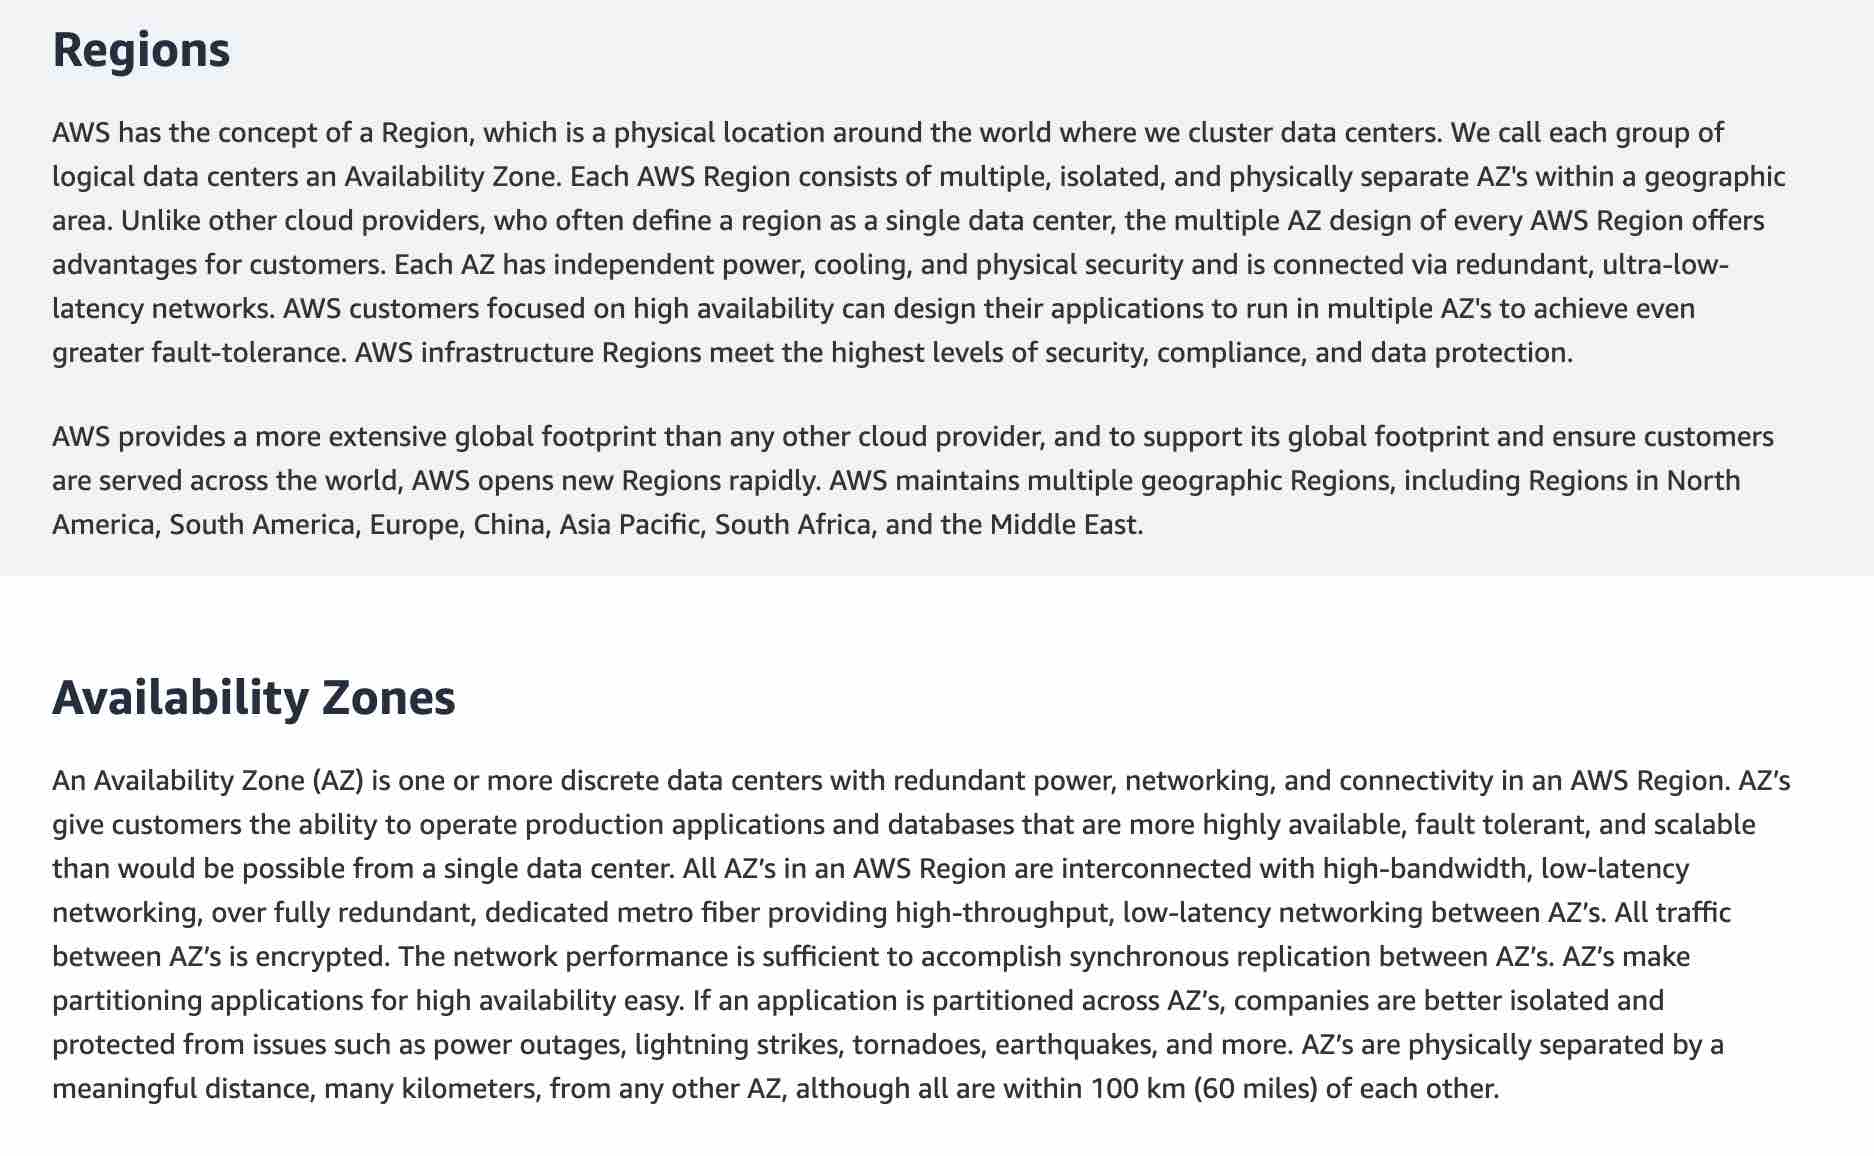 Regions
AWS has the concept of a Region, which is a physical location around the world where we cluster data centers. We call each group of
logical data centers an Availability Zone. Each AWS Region consists of multiple, isolated, and physically separate AZ's within a geographic
area. Unlike other cloud providers, who often define a region as a single data center, the multiple AZ design of every AWS Region offers
advantages for customers. Each AZ has independent power, cooling, and physical security and is connected via redundant, ultra-low-
latency networks. AWS customers focused on high availability can design their applications to run in multiple AZ's to achieve even
greater fault-tolerance. AWS infrastructure Regions meet the highest levels of security, compliance, and data protection.
AWS provides a more extensive global footprint than any other cloud provider, and to support its global footprint and ensure customers
are served across the world, AWS opens new Regions rapidly. AWS maintains multiple geographic Regions, including Regions in North
America, South America, Europe, China, Asia Pacific, South Africa, and the Middle East.
Availability Zones
An Availability Zone (AZ) is one or more discrete data centers with redundant power, networking, and connectivity in an AWS Region. AZ’s
give customers the ability to operate production applications and databases that are more highly available, fault tolerant, and scalable
than would be possible from a single data center. All AZ’s in an AWS Region are interconnected with high-bandwidth, low-latency
networking, over fully redundant, dedicated metro fiber providing high-throughput, low-latency networking between AZ’s. All traffic
between AZ’s is encrypted. The network performance is sufficient to accomplish synchronous replication between AZ’s. AZ’s make
partitioning applications for high availability easy. If an application is partitioned across AZ’s, companies are better isolated and
protected from issues such as power outages, lightning strikes, tornadoes, earthquakes, and more. AZ’s are physically separated by a
meaningful distance, many kilometers, from any other AZ, although all are within 100 km (60 miles) of each other.